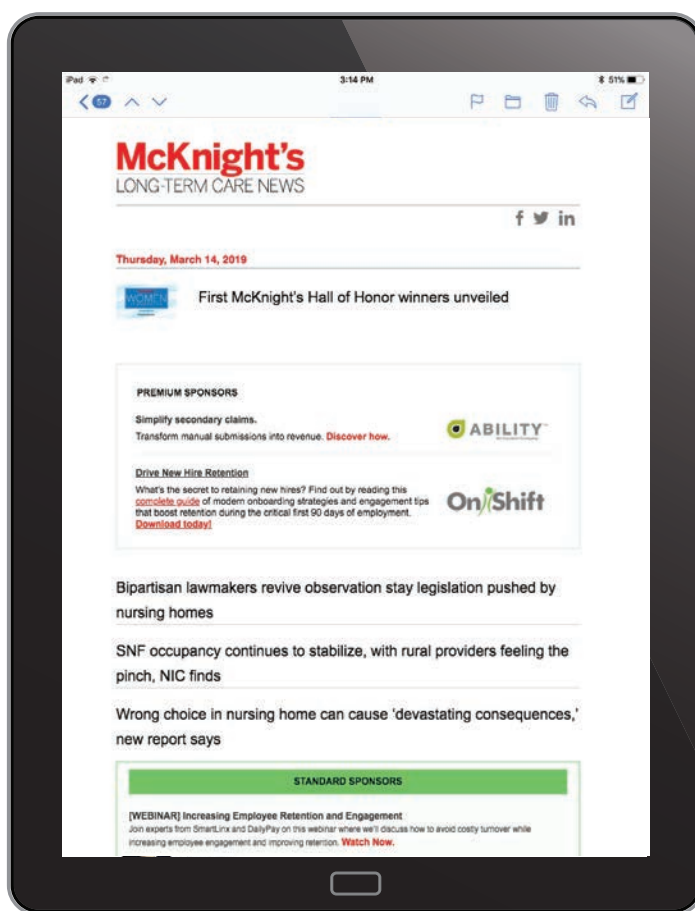 iPad
3:14 PM
51%
57
McKnight's
LONG-TERM CARE NEWS
f in
Thursday, March 14, 2019
WOMEN
First McKnight's Hall of Honor winners unveiled
PREMIUM SPONSORS
Simplify secondary claims.
Transform manual submissions into revenue. Discover how.
ABILITY
Drive New Hire Retention
What's the secret to retaining new hires? Find out by reading this
complete guide of modern onboarding strategies and engagement tips
that boost retention during the critical first 90 days of employment.
Download today!
OnShift
Bipartisan lawmakers revive observation stay legislation pushed by
nursing homes
SNF occupancy continues to stabilize, with rural providers feeling the
pinch, NIC finds
Wrong choice in nursing home can cause 'devastating consequences,'
new report says
STANDARD SPONSORS
[WEBINAR] Increasing Employee Retention and Engagement
Join experts from SmartLinx and DailyPay on this webinar where we'll discuss how to avoid costly turnover while
increasing employee engagement and improving retention. Watch Now.